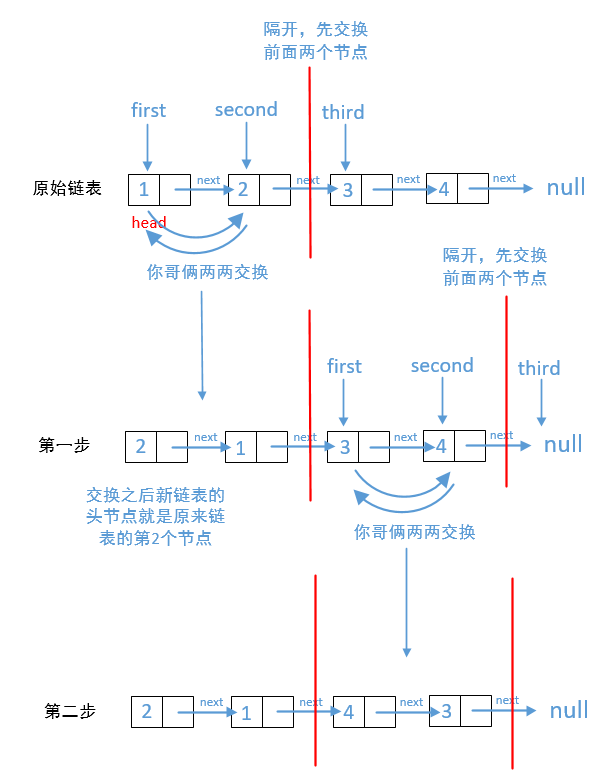 隔开，先交换
前面两个节点
first
second
third
原始链表
1
next
2
next
3
next
4
next
null
head
你哥俩两两交换
隔开，先交换
前面两个节点
first
second
third
第一步
2
next
1
next
3
next
4
next
null
交换之后新链表的
头节点就是原来链
表的第2个节点
你哥俩两两交换
第二步
2
next
1
next
4
next
3
next
null